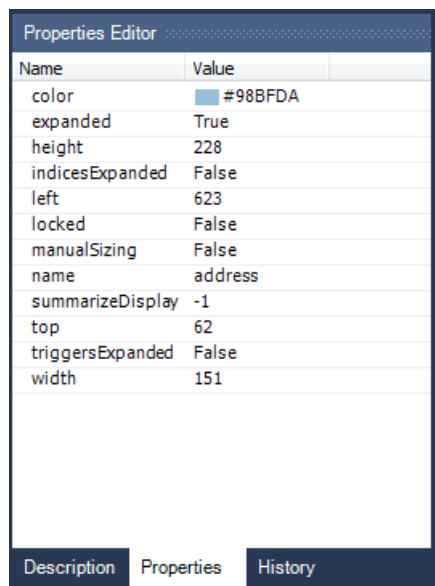 Properties Editor
Name Value
color #98BFDA
expanded True
height 228
indicesExpanded False
left 623
locked False
manualSizing False
name address
summarizeDisplay -1
top 62
triggersExpanded False
width 151
Description Properties History